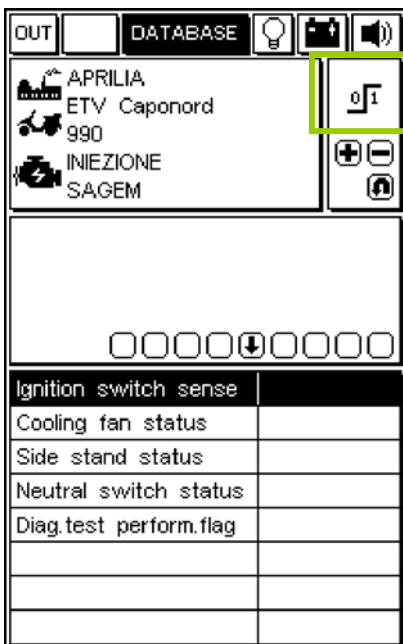 OUT DATABASE
APRILIA
ETV Caponord
990
INIEZIONE
SAGEM
0 1
Ignition switch sense
Cooling fan status
Side stand status
Neutral switch status
Diag.test perform.flag